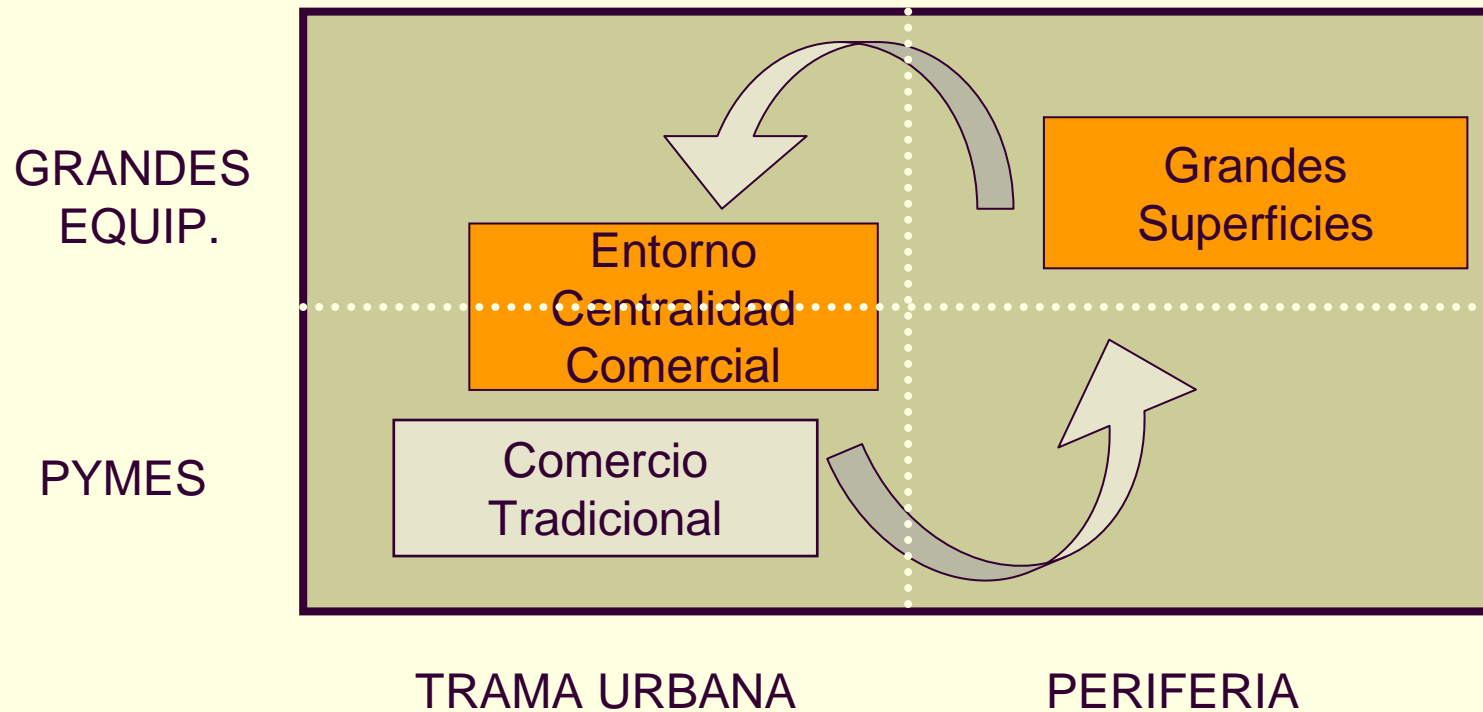 GRANDES
EQUIP.
Grandes
Superficies
Entorno
Centralidad
Comercial
PYMES
Comercio
Tradicional
TRAMA URBANA
PERIFERIA